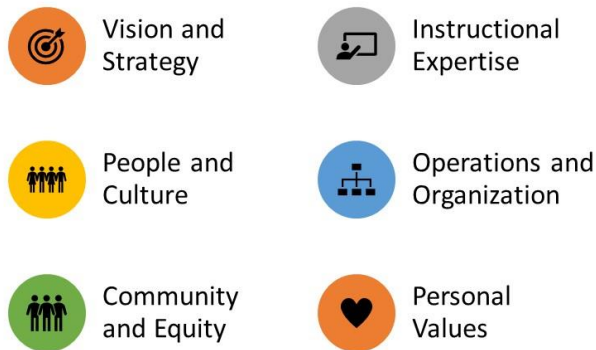 Vision and
Strategy
Instructional
Expertise
People and
Culture
Operations and
Organization
Community
and Equity
Personal
Values